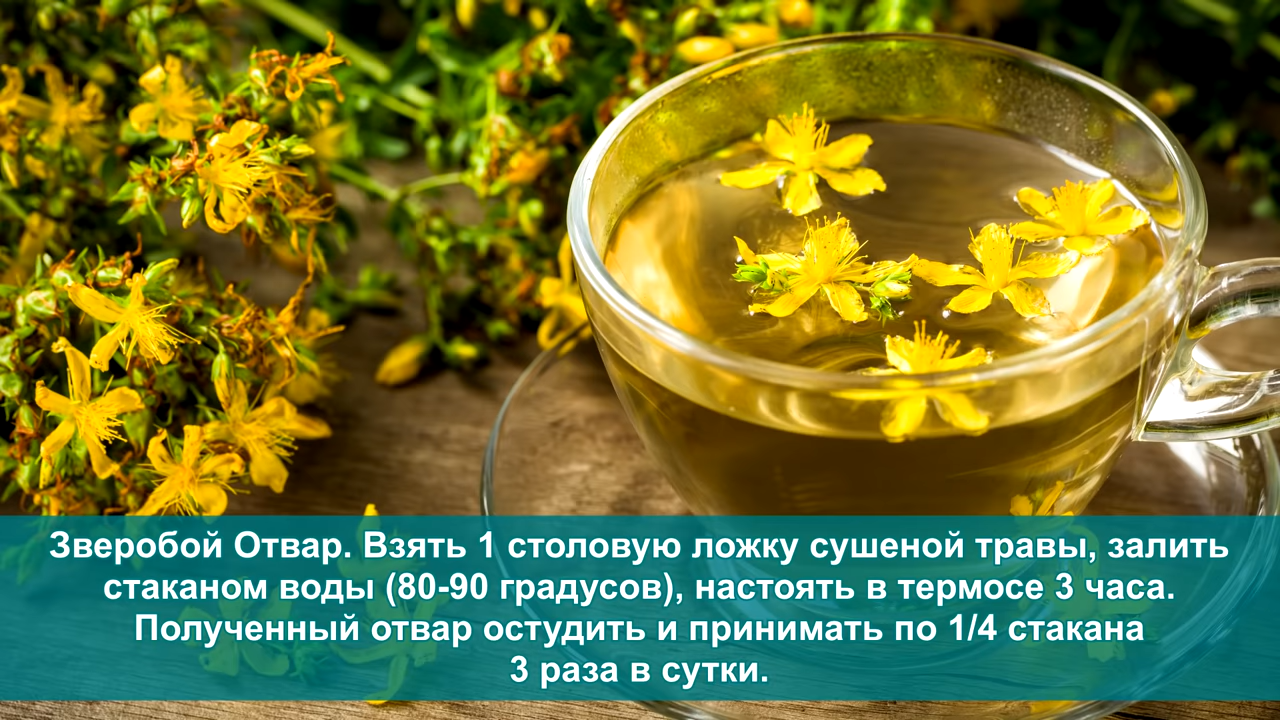 Зверобой Отвар. Взять 1 столовую ложку сушеной травы, залить
стаканом воды (80-90 градусов), настоять в термосе 3 часа.
Полученный отвар остудить и принимать по 1/4 стакана
3 раза в сутки.